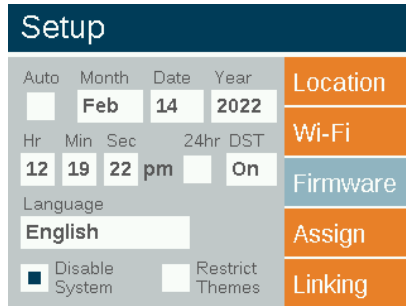 Setup
Auto Month Date Year
Feb 14 2022
Hr Min Sec 24hr DST
12 19 22 pm On
Language
English
Disable System
Restrict Themes
Location
Wi-Fi
Firmware
Assign
Linking